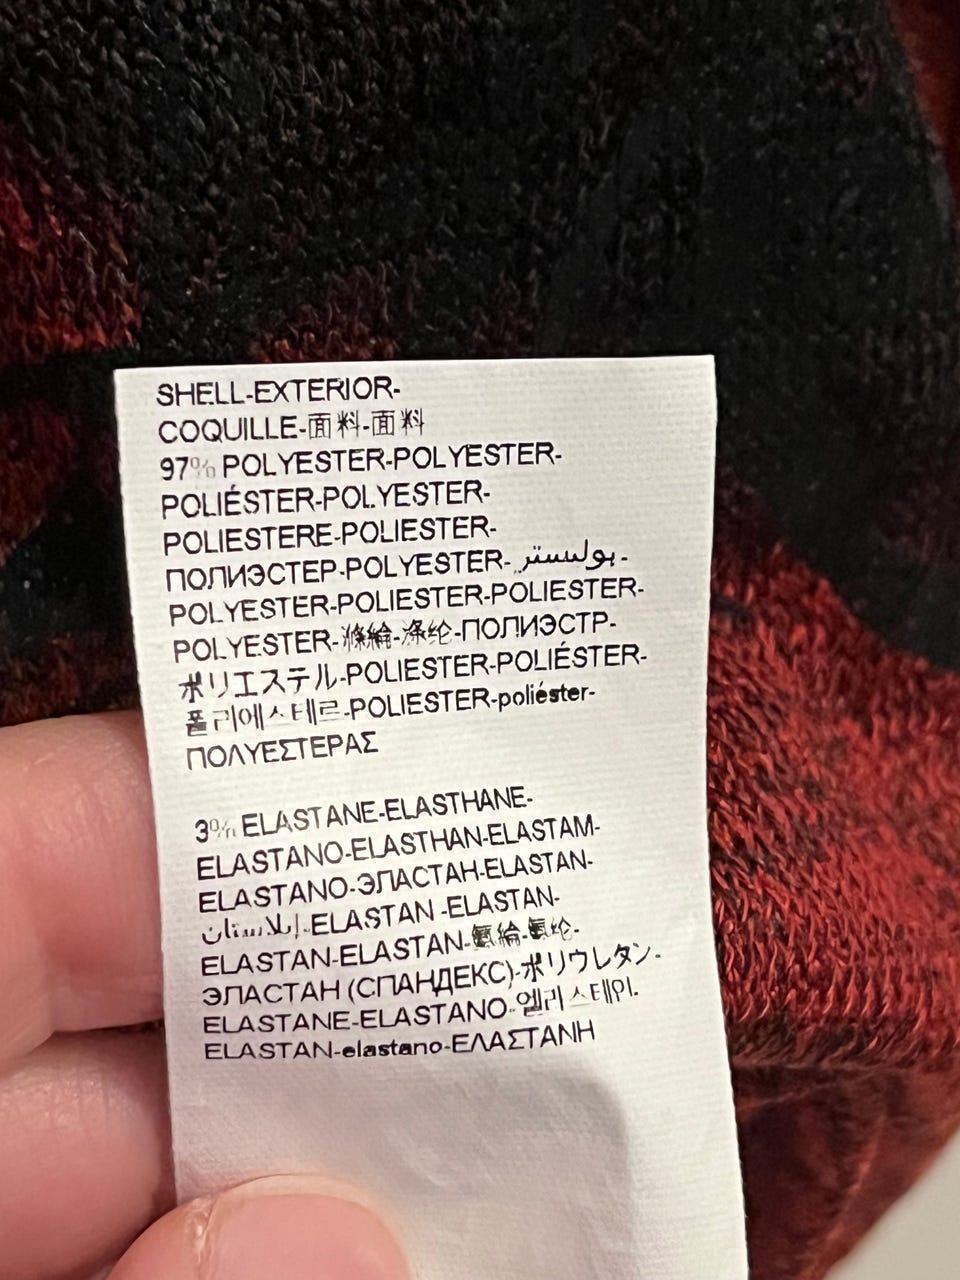 SHELL-EXTERIOR-
COQUILLE-面料-面料
97% POLYESTER-POLYESTER-
POLIÉSTER-POLYESTER-
POLIESTERE-POLIESTER-
ПОЛИЭСТЕР-POLYESTER-بوليستر-
POLYESTER-POLIESTER-POLIESTER-
POLYESTER-滌綸-涤纶-ПОЛИЭСТР-
ポリエステル-POLIESTER-POLIÉSTER-
폴리에스테르-POLIESTER-poliéster-
ΠΟΛΥΕΣΤΕΡΑΣ
3% ELASTANE-ELASTHANE-
ELASTANO-ELASTHAN-ELASTAM-
ELASTANO-ЭЛАСТАН-ELASTAN-
إيلاستان-ELASTAN -ELASTAN-
ELASTAN-ELASTAN-氨綸-氨纶-
ЭЛАСТАН (СПАНДЕКС)-ポリウレタン-
ELASTANE-ELASTANO-엘라스테인-
ELASTAN-elastano-ΕΛΑΣΤΑΝΗ